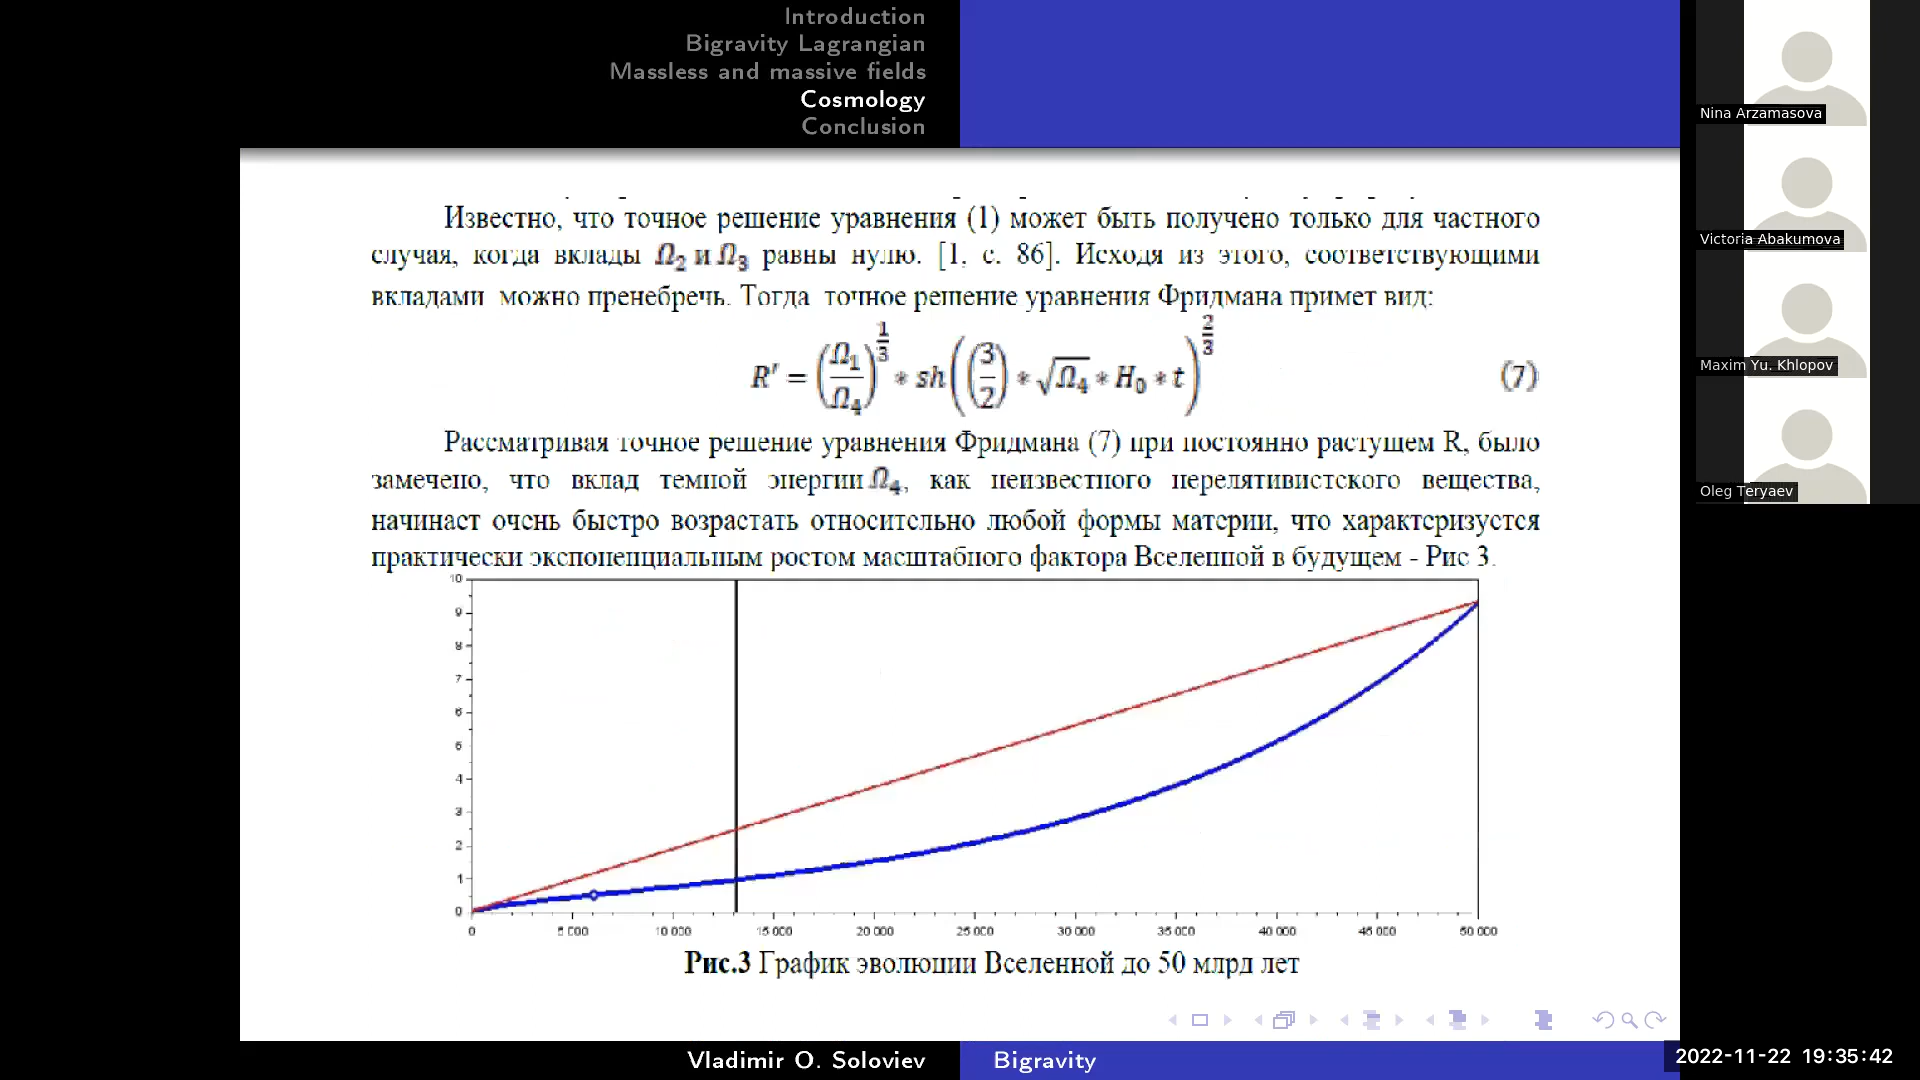 Introduction
Bigravity Lagrangian
Massless and massive fields
Cosmology
Conclusion
Известно, что точное решение уравнения (1) может быть получено только для частного
случая, когда вклады Ω₂ и Ω₃ равны нулю. [1, с. 86]. Исходя из этого, соответствующими
вкладами можно пренебречь. Тогда точное решение уравнения Фридмана примет вид:
R′ = (Ω₁/Ω₄)^(1/3) * sh((3/2) * √Ω₄ * H₀ * t)^(2/3) (7)
Рассматривая точное решение уравнения Фридмана (7) при постоянно растущем R, было
замечено, что вклад темной энергии Ω₄, как неизвестного нерелятивистского вещества,
начинает очень быстро возрастать относительно любой формы материи, что характеризуется
практически экспоненциальным ростом масштабного фактора Вселенной в будущем - Рис 3.
10
9
8
7
6
6
4
3
2
1
0
0 5 000 10 000 15 000 20 000 25 000 30 000 35 000 40 000 45 000 50 000
Рис.3 График эволюции Вселенной до 50 млрд лет
Vladimir O. Soloviev
Bigravity
Nina Arzamasova
Victoria Abakumova
Maxim Yu. Khlopov
Oleg Teryaev
2022-11-22 19:35:42